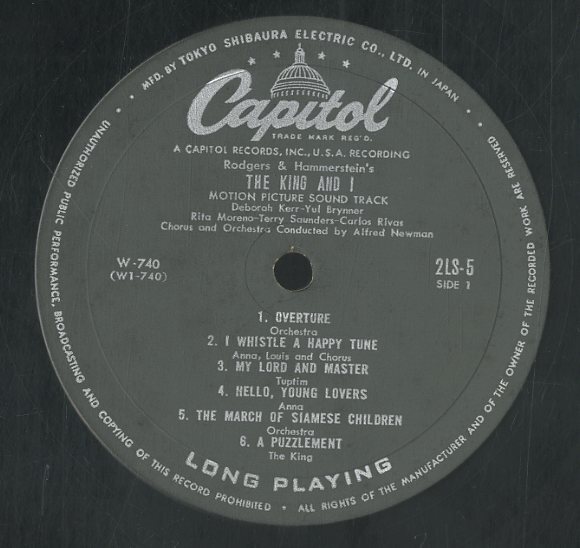 MFD. BY TOKYO SHIBAURA ELECTRIC CO., LTD. IN JAPAN
Capitol
TRADE MARK REG'D.
A CAPITOL RECORDS, INC., U.S.A. RECORDING
Rodgers & Hammerstein's
THE KING AND I
MOTION PICTURE SOUND TRACK
Deborah Kerr-Yul Brynner
Rita Moreno-Terry Saunders-Carlos Rivas
Chorus and Orchestra Conducted by Alfred Newman
W-740
(W1-740)
2LS-5
SIDE 1
1. OVERTURE
Orchestra
2. I WHISTLE A HAPPY TUNE
Anna, Louis and Chorus
3. MY LORD AND MASTER
Tuptim
4. HELLO, YOUNG LOVERS
Anna
5. THE MARCH OF SIAMESE CHILDREN
Orchestra
6. A PUZZLEMENT
The King
LONG PLAYING
UNAUTHORIZED PUBLIC PERFORMANCE, BROADCASTING AND COPYING OF THIS RECORD PROHIBITED • ALL RIGHTS OF THE MANUFACTURER AND OF THE OWNER OF THE RECORDED WORK ARE RESERVED